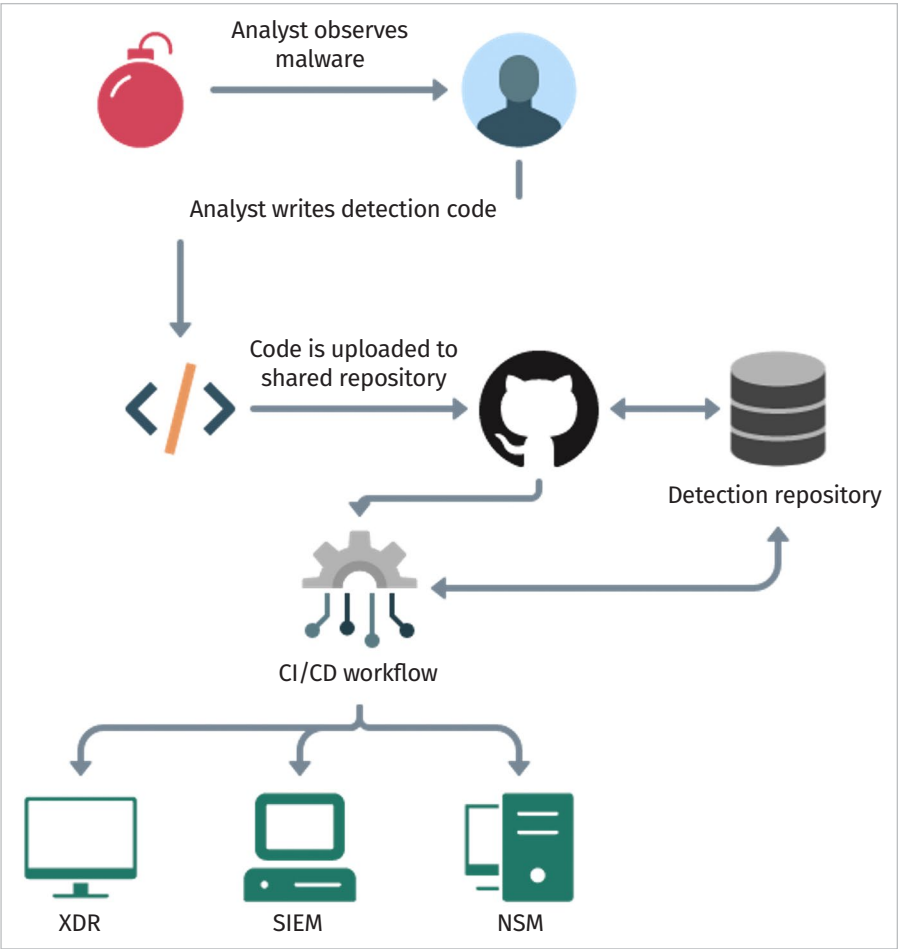 Analyst observes
malware
Analyst writes detection code
Code is uploaded to
shared repository
Detection repository
CI/CD workflow
XDR
SIEM
NSM